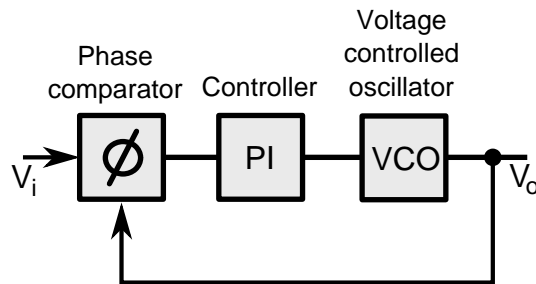 Phase
comparator
Controller
Voltage
controlled
oscillator
Vi
ϕ
PI
VCO
Vo